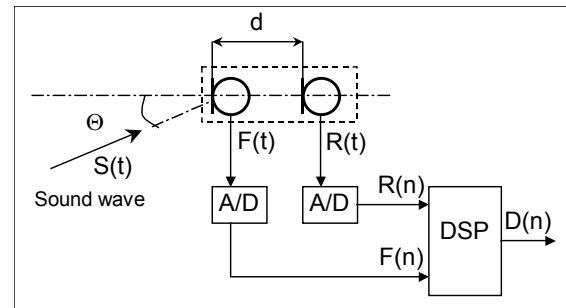 d
Θ
S(t)
Sound wave
F(t)
R(t)
A/D
A/D
R(n)
F(n)
DSP
D(n)